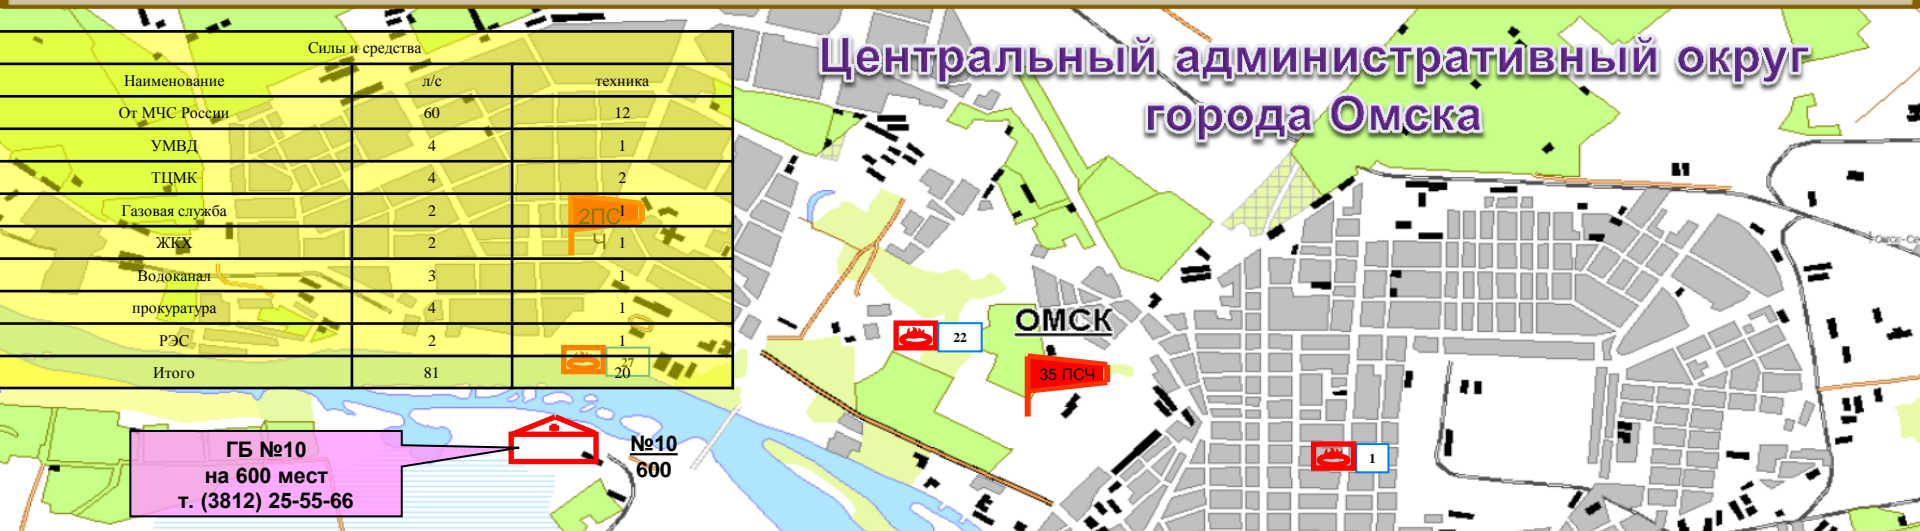 Центральный административный округ
города Омска
Силы и средства
Наименование л/с техника
От МЧС России 60 12
УМВД 4 1
ТЦМК 4 2
Газовая служба 2 1
ЖКХ 2 1
Водоканал 3 1
прокуратура 4 1
РЭС 2 1
Итого 81 20
2ПС
Ч
27
22
ОМСК
35 ПСЧ
1
ГБ №10
на 600 мест
т. (3812) 25-55-66
№10
600